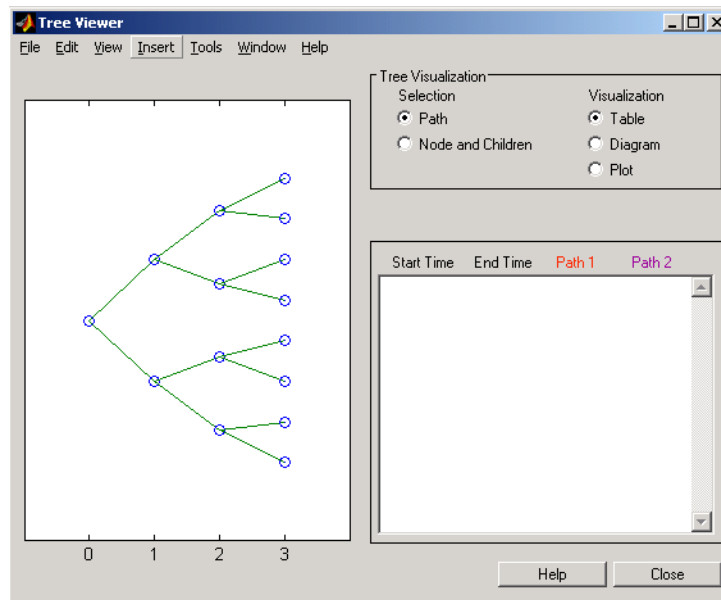 Tree Viewer
File Edit View Insert Tools Window Help
Tree Visualization
Selection Visualization
Path Table
Node and Children Diagram
Plot
Start Time End Time Path 1 Path 2
0 1 2 3
Help Close